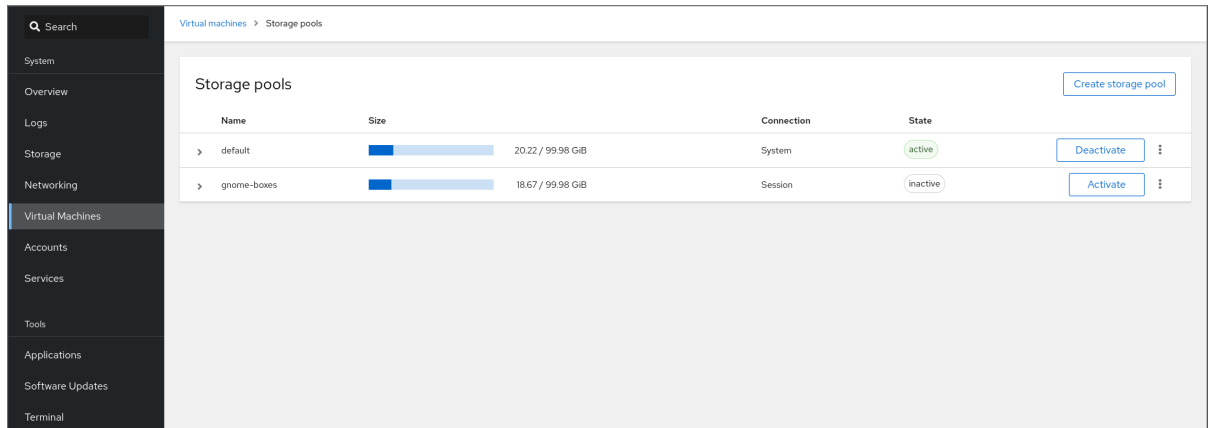 Search
System
Overview
Logs
Storage
Networking
Virtual Machines
Accounts
Services
Tools
Applications
Software Updates
Terminal
Virtual machines > Storage pools
Storage pools
Create storage pool
Name Size Connection State
default 20.22 / 99.98 GiB System active Deactivate
gnome-boxes 18.67 / 99.98 GiB Session inactive Activate